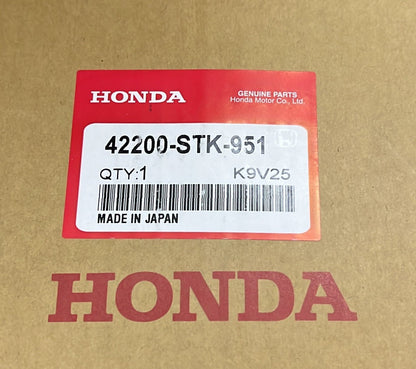 HONDA
GENUINE PARTS
Honda Motor Co., Ltd.
42200-STK-951
QTY:1 K9V25
MADE IN JAPAN
HONDA